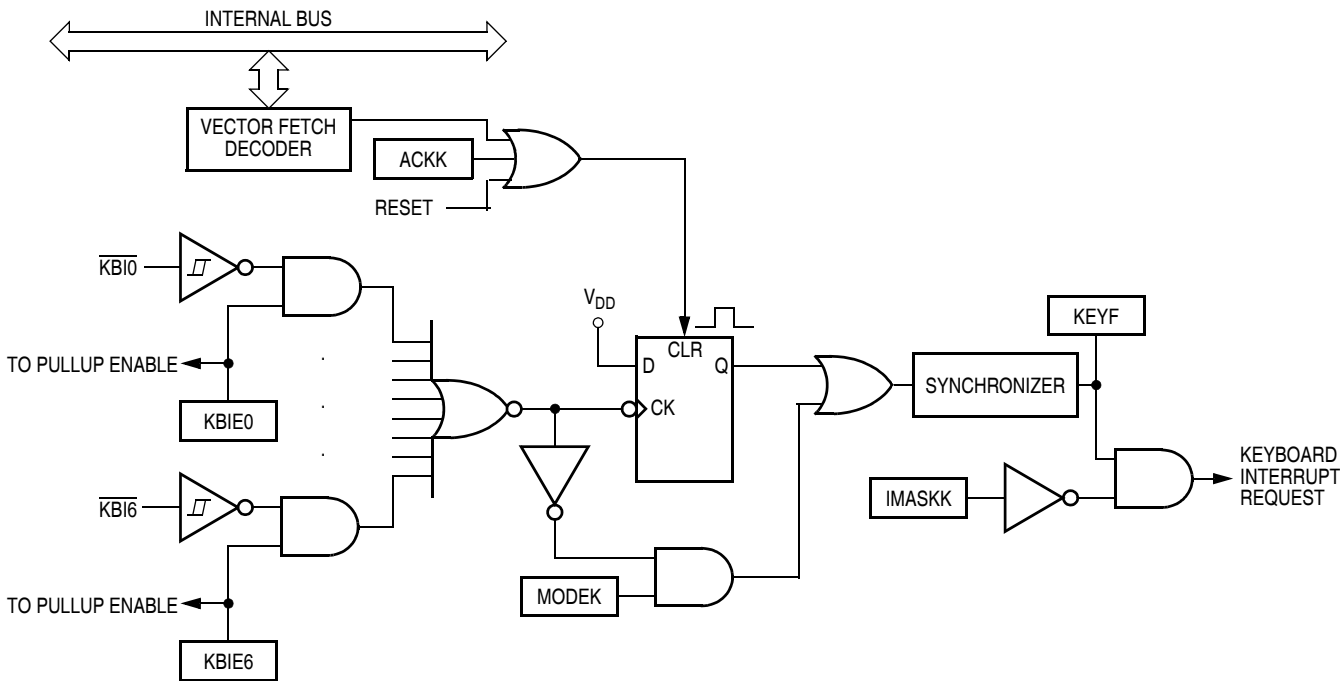 INTERNAL BUS
VECTOR FETCH
DECODER
ACKK
RESET
KBI0
TO PULLUP ENABLE
KBIE0
KBI6
TO PULLUP ENABLE
KBIE6
VDD
CLR
D
Q
CK
MODEK
SYNCHRONIZER
KEYF
IMASKK
KEYBOARD
INTERRUPT
REQUEST